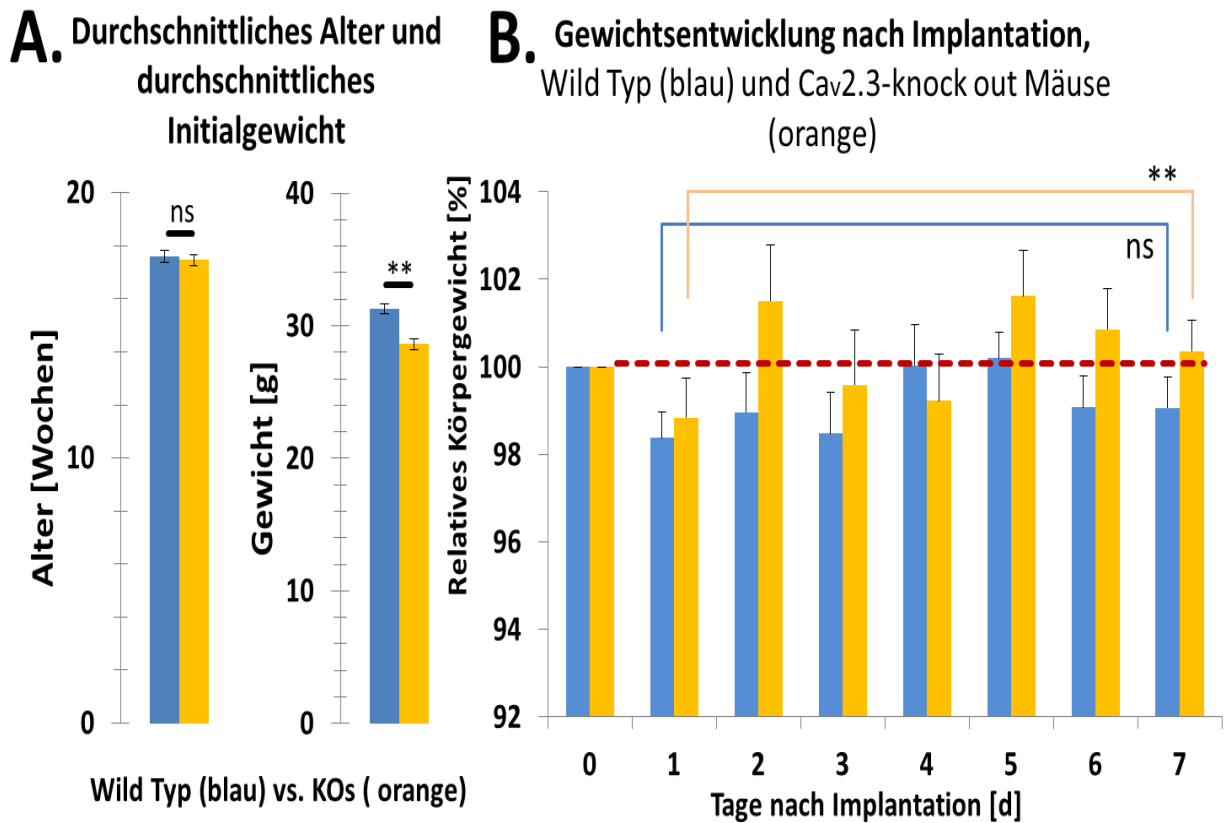 A. Durchschnittliches Alter und
durchschnittliches
Initialgewicht
20
10
0
Alter [Wochen]
ns
40
30
20
10
0
Gewicht [g]
**
Wild Typ (blau) vs. KOs ( orange)
B. Gewichtsentwicklung nach Implantation,
Wild Typ (blau) und Cav2.3-knock out Mäuse
(orange)
Relatives Körpergewicht [%]
104
102
100
98
96
94
92
**
ns
0 1 2 3 4 5 6 7
Tage nach Implantation [d]